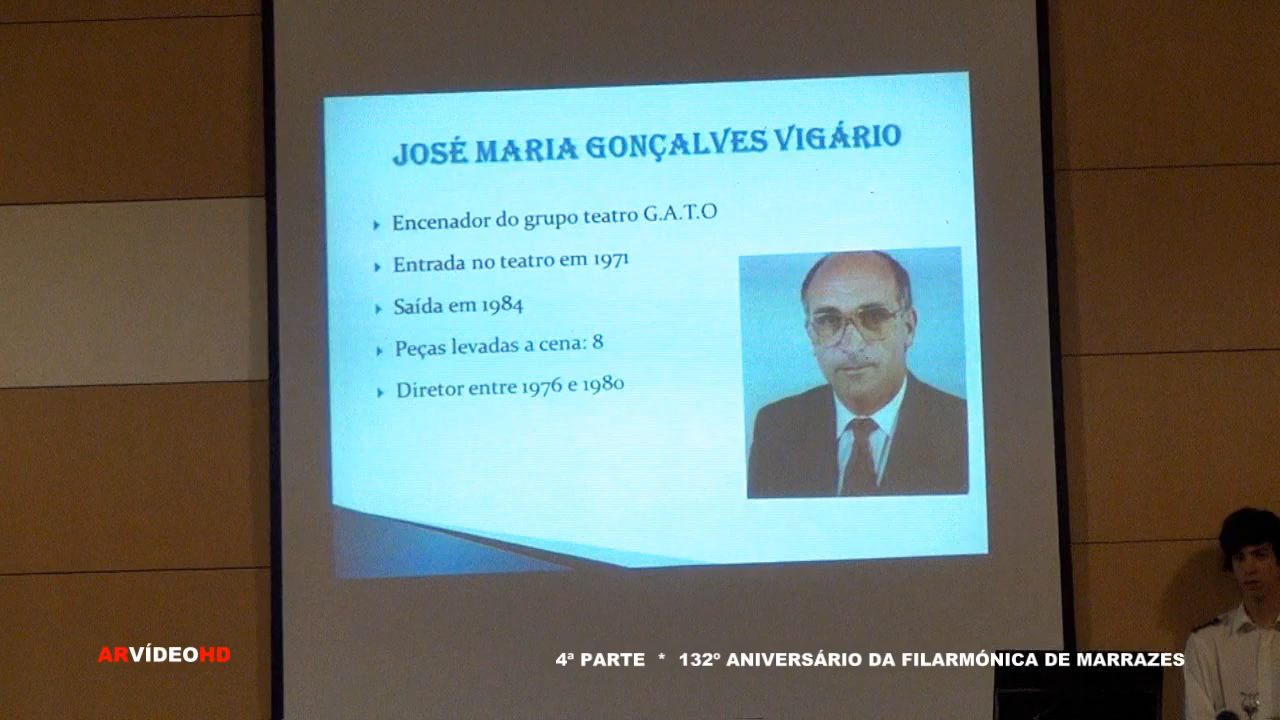 JOSÉ MARIA GONÇALVES VIGÁRIO
Encenador do grupo teatro G.A.T.O
Entrada no teatro em 1971
Saída em 1984
Peças levadas a cena: 8
Diretor entre 1976 e 1980
ARVÍDEOHD
4ª PARTE * 132º ANIVERSÁRIO DA FILARMÓNICA DE MARRAZES